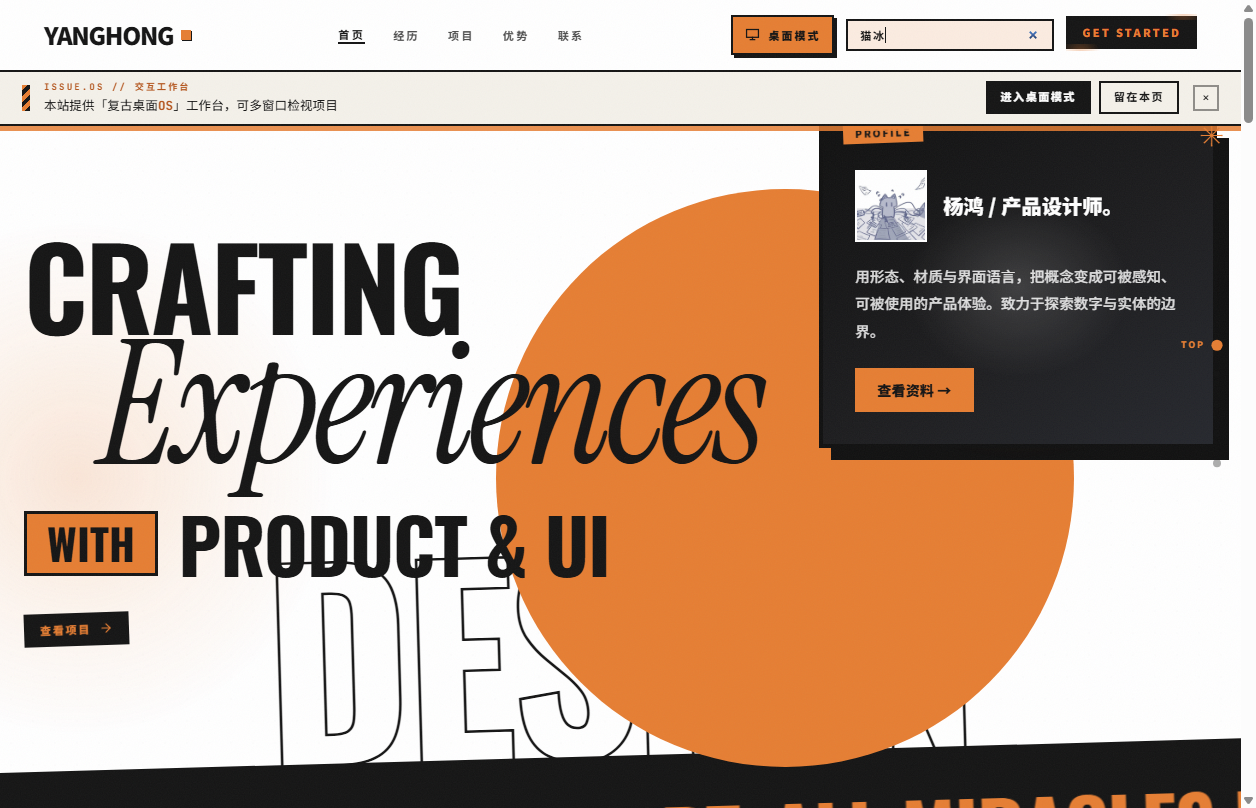 YANGHONG
首页 经历 项目 优势 联系
桌面模式
猫冰 ×
GET STARTED
ISSUE.OS // 交互工作台
本站提供「复古桌面OS」工作台，可多窗口检视项目
进入桌面模式 留在本页 ×
PROFILE
杨鸿 / 产品设计师。
用形态、材质与界面语言，把概念变成可被感知、
可被使用的产品体验。致力于探索数字与实体的边
界。
TOP
查看资料 →
CRAFTING
Experiences
WITH PRODUCT & UI
DES
查看项目 →
ALL MIRACLES